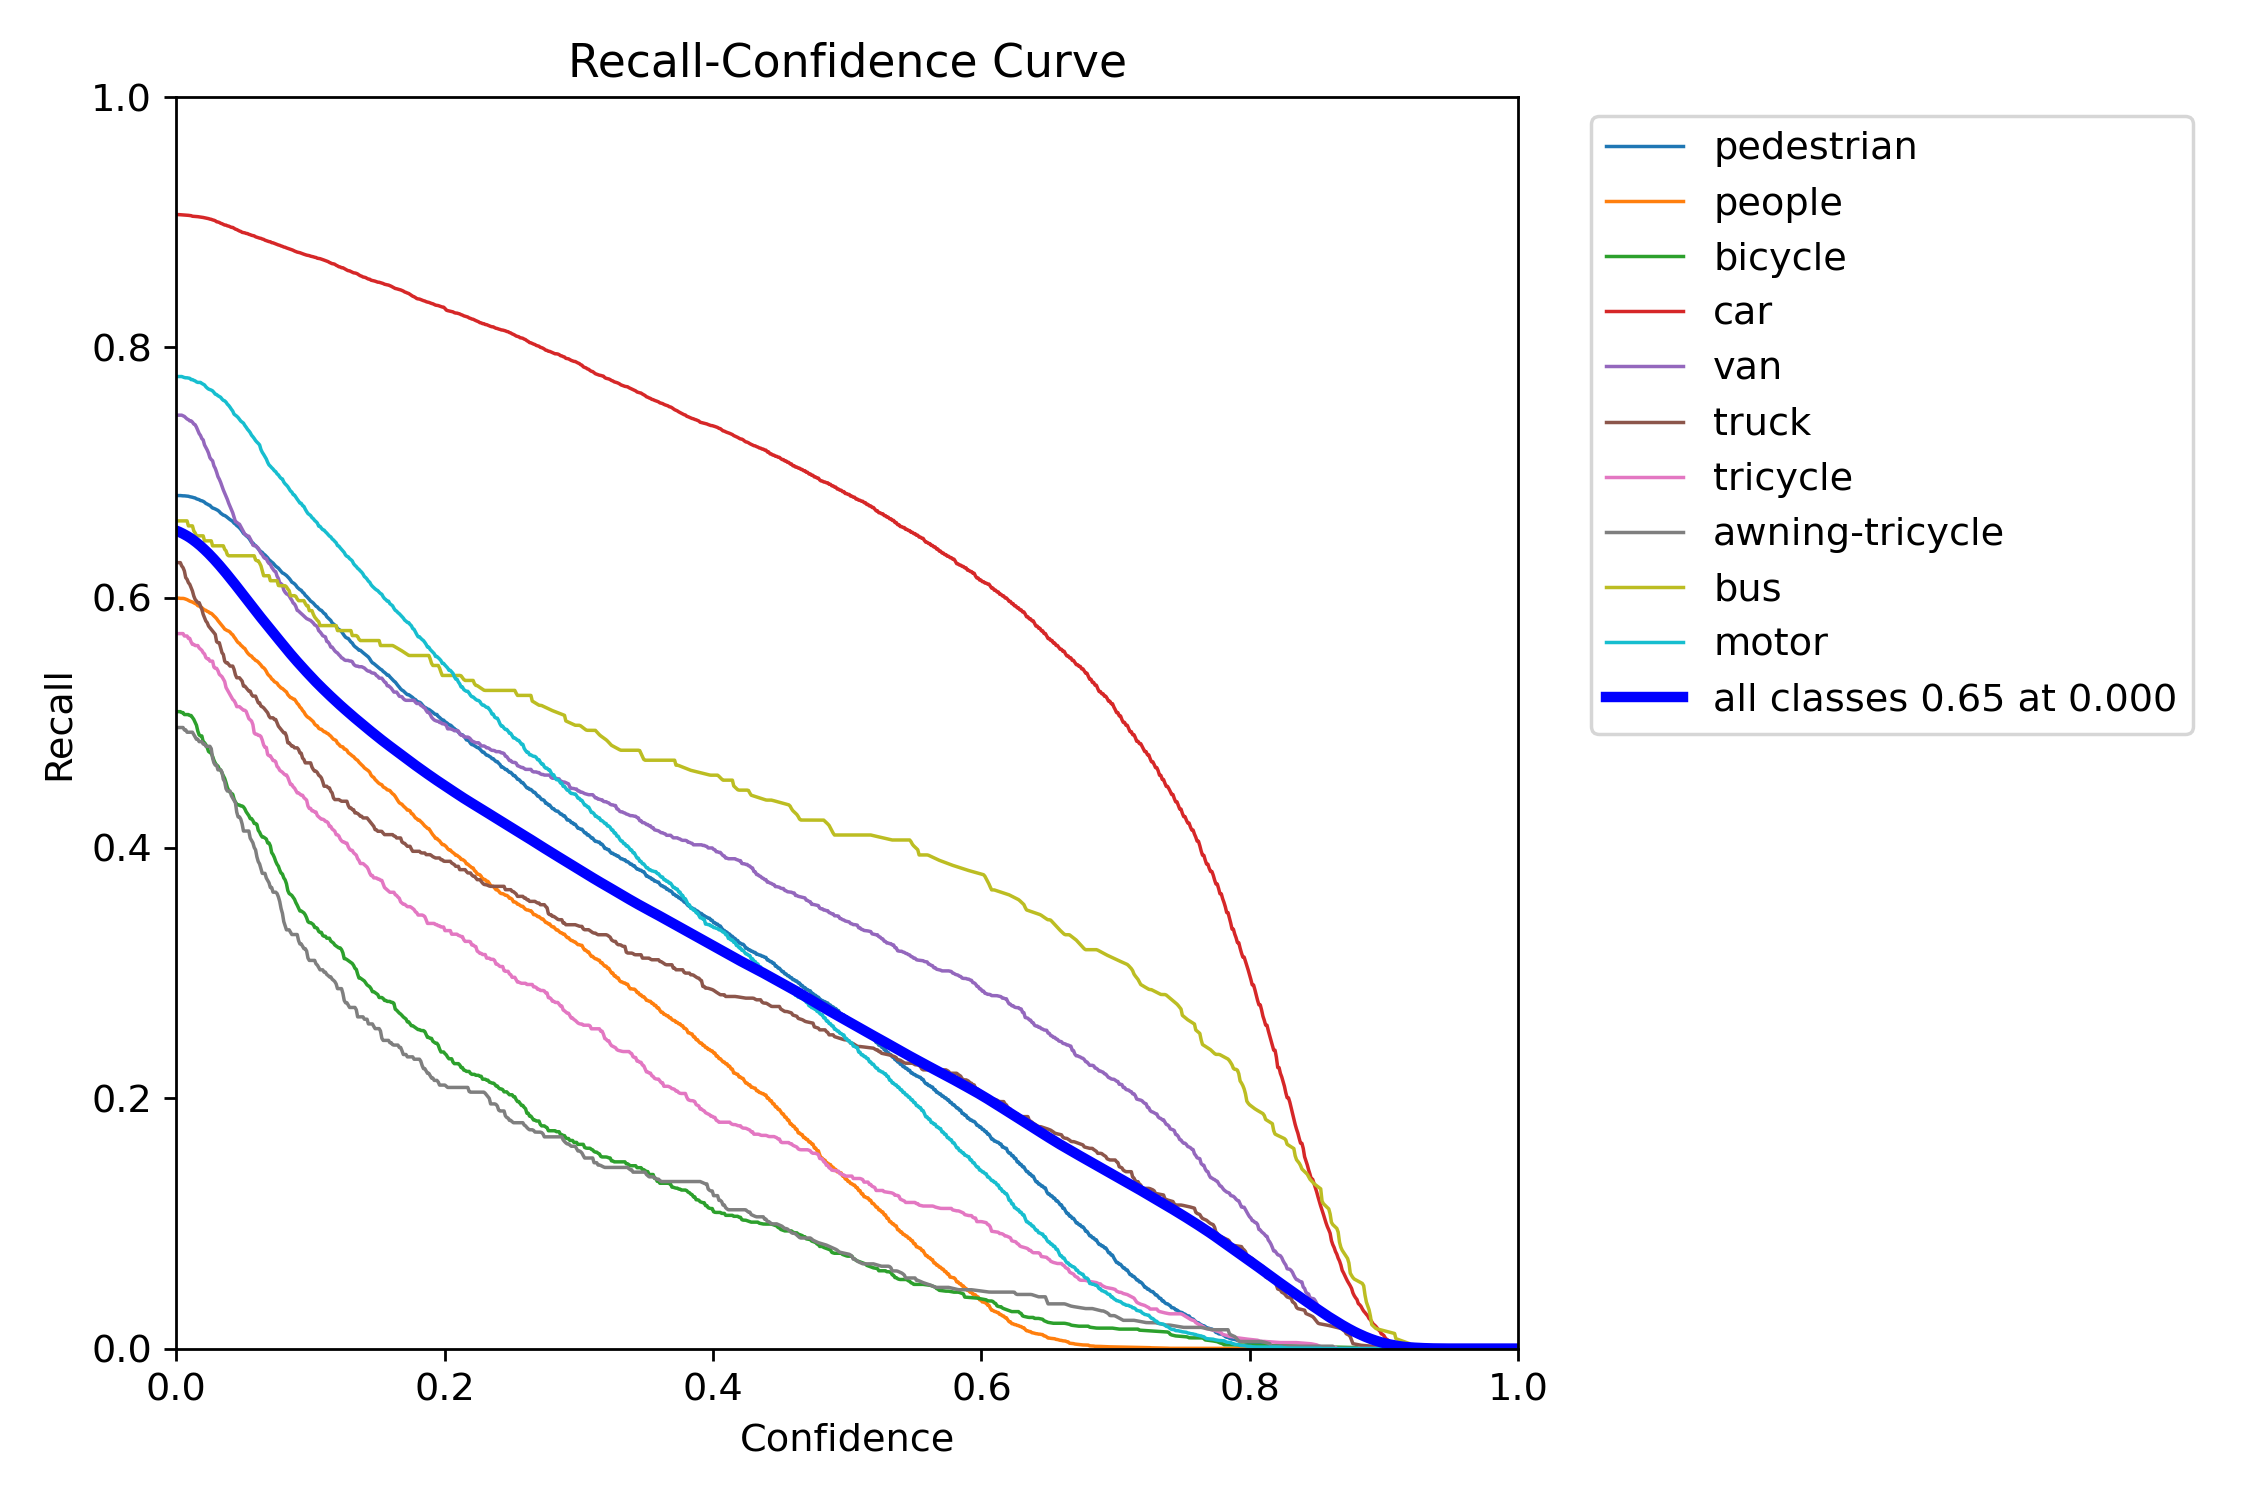 Recall-Confidence Curve
1.0
0.8
0.6
0.4
0.2
0.0
Recall
0.0 0.2 0.4 0.6 0.8 1.0
Confidence
pedestrian
people
bicycle
car
van
truck
tricycle
awning-tricycle
bus
motor
all classes 0.65 at 0.000